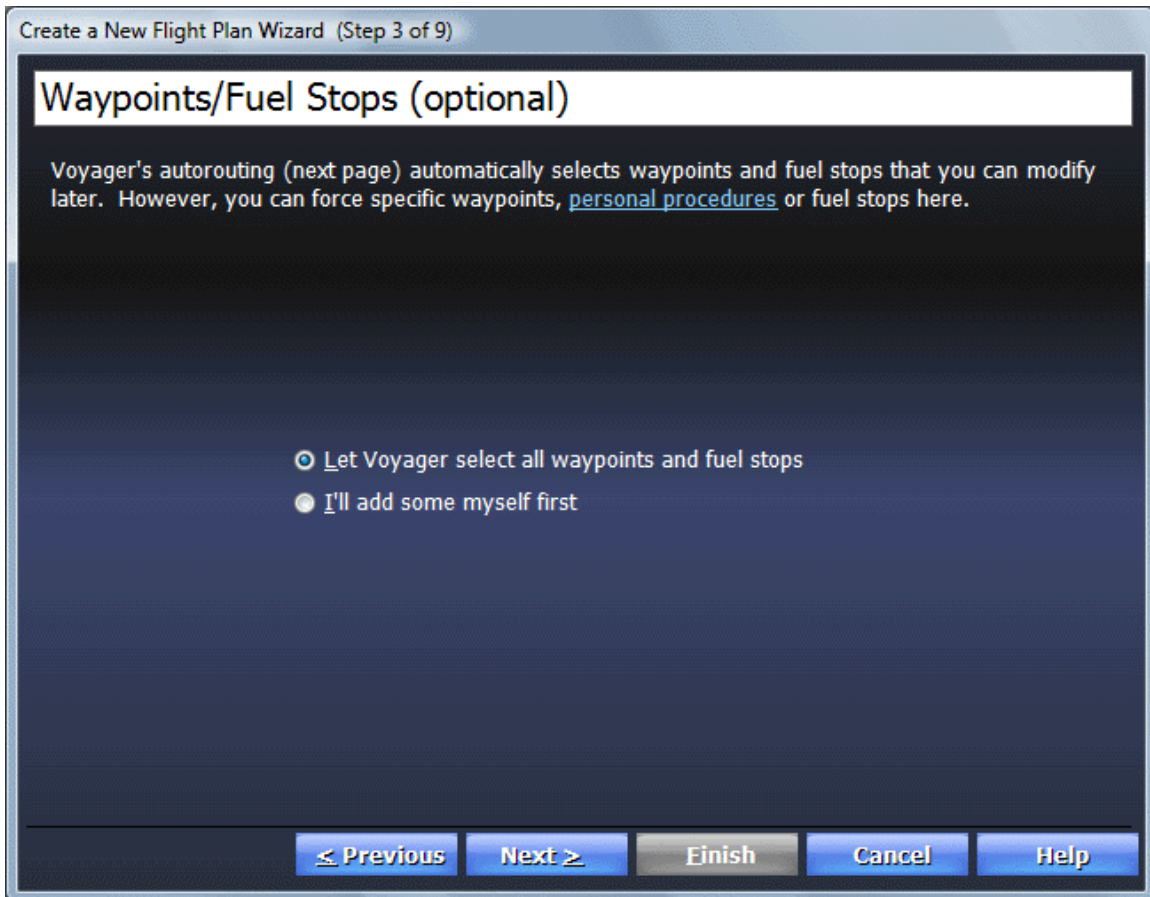 Create a New Flight Plan Wizard (Step 3 of 9)
Waypoints/Fuel Stops (optional)
Voyager's autorouting (next page) automatically selects waypoints and fuel stops that you can modify
later. However, you can force specific waypoints, personal procedures or fuel stops here.
Let Voyager select all waypoints and fuel stops
I'll add some myself first
< Previous Next > Finish Cancel Help